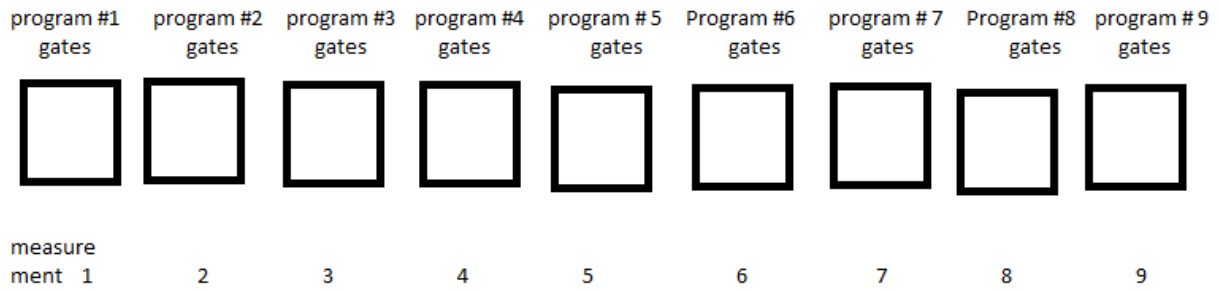 program #1 program #2 program #3 program #4 program # 5 Program #6 program # 7 Program #8 program # 9
gates gates gates gates gates gates gates gates gates
measure
ment 1 2 3 4 5 6 7 8 9